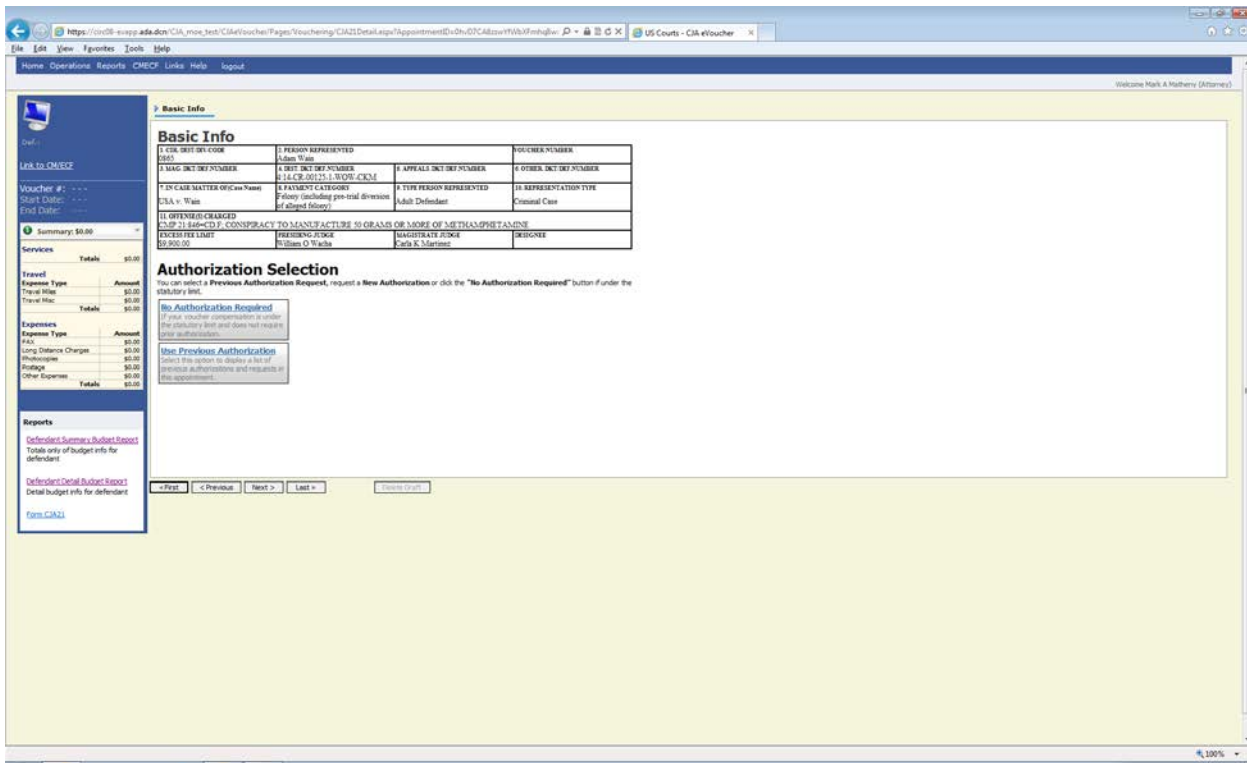 US Courts - CJA eVoucher
File Edit View Favorites Tools Help
Home Operations Reports CMECF Links Help logout
Welcome Mark A Matheny (Attorney)
Def.:
Link to CM/ECF
Voucher #:
Start Date:
End Date:
Summary: $0.00
Services
Totals $0.00
Travel
Expense Type Amount
Travel Miles $0.00
Travel Misc $0.00
Totals $0.00
Expenses
Expense Type Amount
FAX $0.00
Long Distance Charges $0.00
Photocopies $0.00
Postage $0.00
Other Expenses $0.00
Totals $0.00
Reports
Defendant Summary Budget Report
Totals only of budget info for
defendant
Defendant Detail Budget Report
Detail budget info for defendant
Form CJA21
Basic Info
Basic Info
1. CIR. DIST/DIV.CODE 2. PERSON REPRESENTED VOUCHER NUMBER
0865 Adam Wain
3. MAG. DKT/DEF.NUMBER 4. DIST. DKT/DEF.NUMBER 5. APPEALS. DKT/DEF.NUMBER 6. OTHER. DKT/DEF.NUMBER
4:14-CR-00125-1-WOW-CKM
7. IN CASE/MATTER OF(Case Name) 8. PAYMENT CATEGORY 9. TYPE PERSON REPRESENTED 10. REPRESENTATION TYPE
USA v. Wain Felony (including pre-trial diversion of alleged felony) Adult Defendant Criminal Case
11. OFFENSE(S) CHARGED
CMP 21:846=CD.F, CONSPIRACY TO MANUFACTURE 50 GRAMS OR MORE OF METHAMPHETAMINE
EXCESS FEE LIMIT PRESIDING JUDGE MAGISTRATE JUDGE DESIGNEE
$9,900.00 William O Wacha Carla K Martinez
Authorization Selection
You can select a Previous Authorization Request, request a New Authorization or click the "No Authorization Required" button if under the
statutory limit.
No Authorization Required
If your voucher compensation is under
the statutory limit and does not require
prior authorization.
Use Previous Authorization
Select this option to display a list of
previous authorizations and requests in
this appointment.
« First < Previous Next > Last » Delete Draft
100%